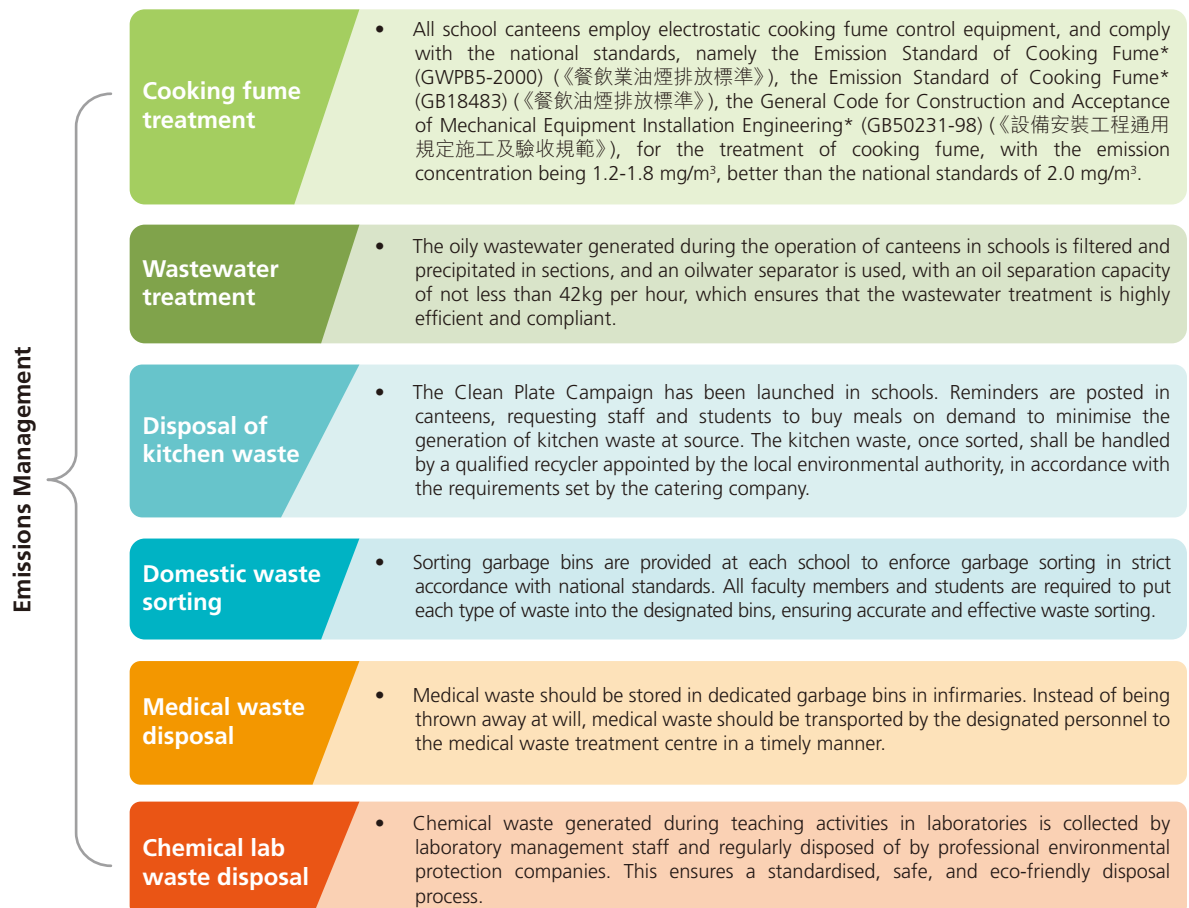 Emissions Management
Cooking fume
treatment
• All school canteens employ electrostatic cooking fume control equipment, and comply
with the national standards, namely the Emission Standard of Cooking Fume*
(GWPB5-2000) (《餐飲業油煙排放標準》), the Emission Standard of Cooking Fume*
(GB18483) (《餐飲油煙排放標準》), the General Code for Construction and Acceptance
of Mechanical Equipment Installation Engineering* (GB50231-98) (《設備安裝工程通用
規定施工及驗收規範》), for the treatment of cooking fume, with the emission
concentration being 1.2-1.8 mg/m³, better than the national standards of 2.0 mg/m³.
Wastewater
treatment
• The oily wastewater generated during the operation of canteens in schools is filtered and
precipitated in sections, and an oilwater separator is used, with an oil separation capacity
of not less than 42kg per hour, which ensures that the wastewater treatment is highly
efficient and compliant.
Disposal of
kitchen waste
• The Clean Plate Campaign has been launched in schools. Reminders are posted in
canteens, requesting staff and students to buy meals on demand to minimise the
generation of kitchen waste at source. The kitchen waste, once sorted, shall be handled
by a qualified recycler appointed by the local environmental authority, in accordance with
the requirements set by the catering company.
Domestic waste
sorting
• Sorting garbage bins are provided at each school to enforce garbage sorting in strict
accordance with national standards. All faculty members and students are required to put
each type of waste into the designated bins, ensuring accurate and effective waste sorting.
Medical waste
disposal
• Medical waste should be stored in dedicated garbage bins in infirmaries. Instead of being
thrown away at will, medical waste should be transported by the designated personnel to
the medical waste treatment centre in a timely manner.
Chemical lab
waste disposal
• Chemical waste generated during teaching activities in laboratories is collected by
laboratory management staff and regularly disposed of by professional environmental
protection companies. This ensures a standardised, safe, and eco-friendly disposal
process.